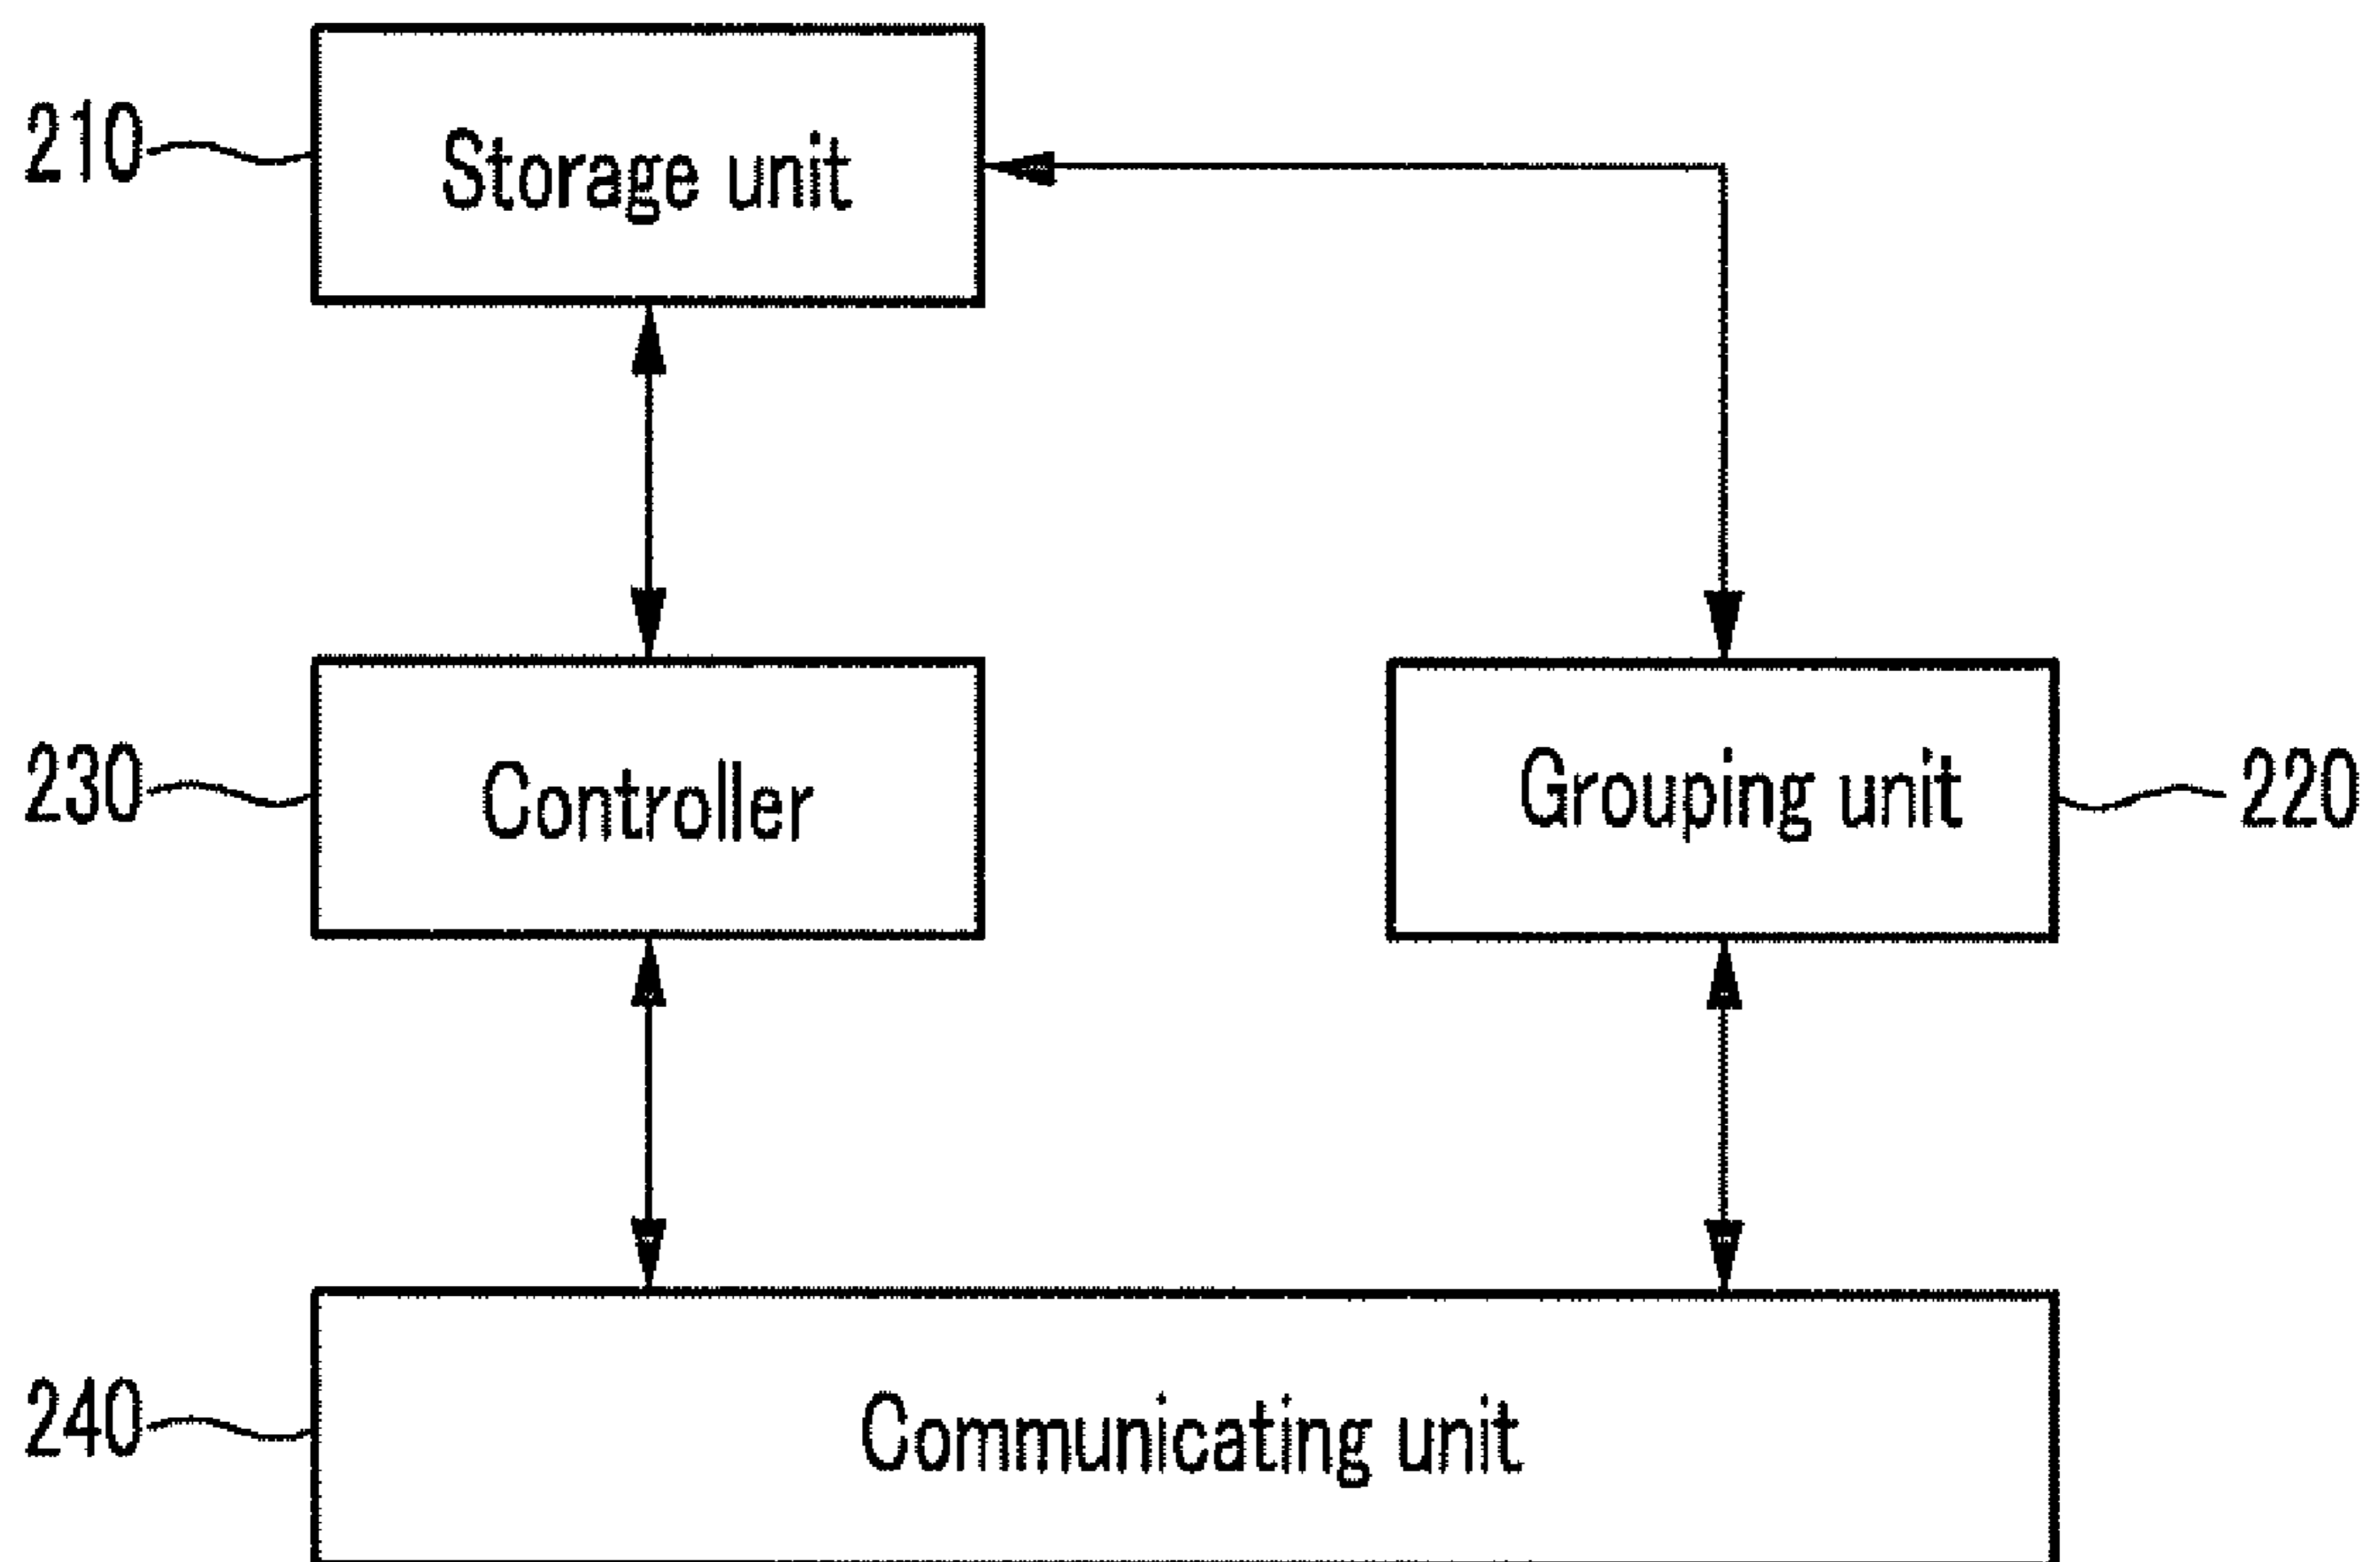 210
Storage unit
230
Controller
Grouping unit
220
240
Communicating unit